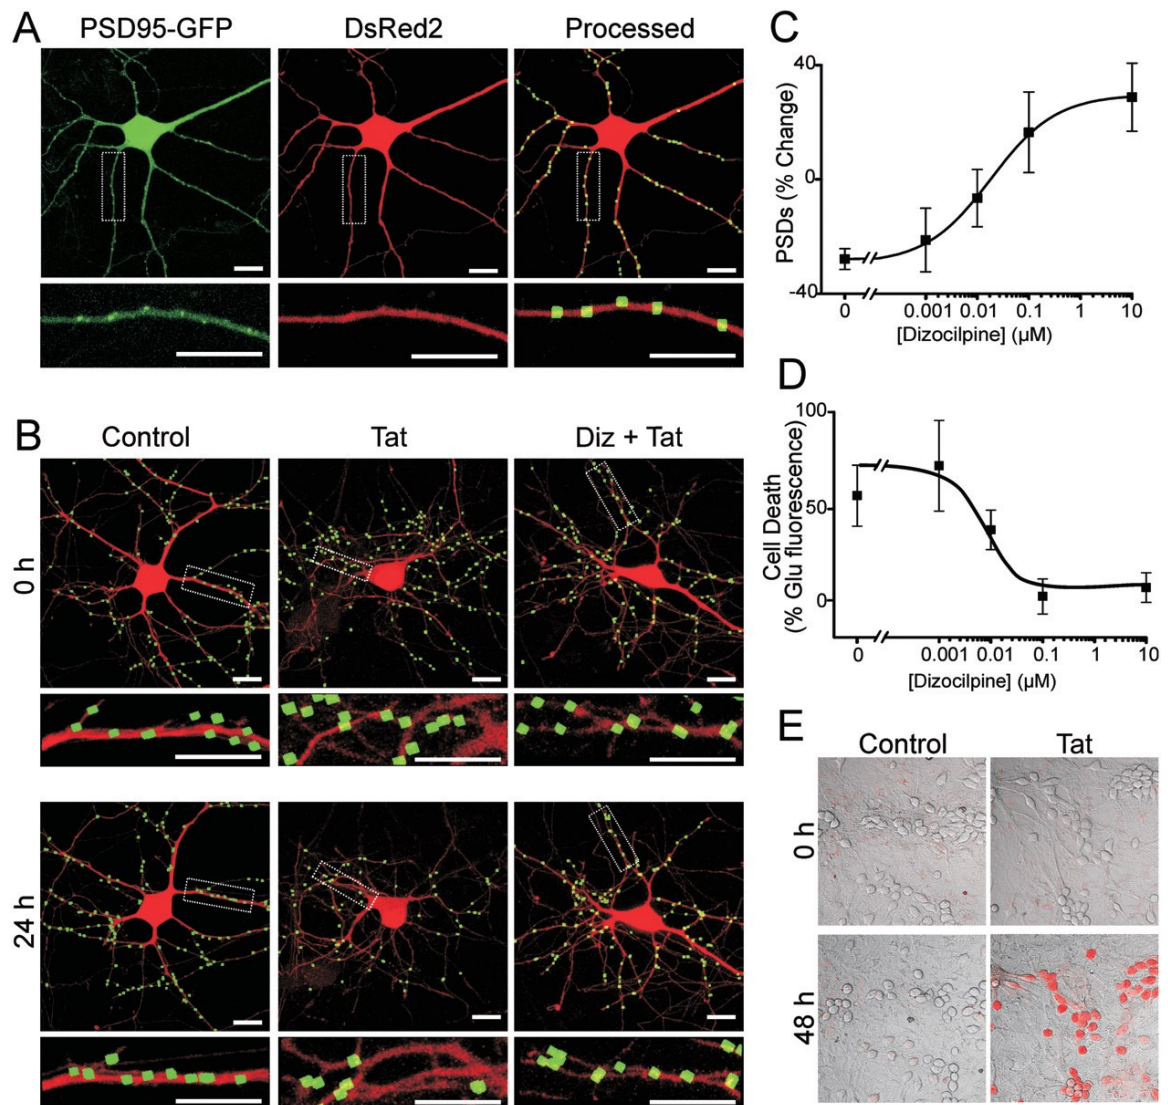 A
PSD95-GFP
DsRed2
Processed
B
Control
Tat
Diz + Tat
0 h
24 h
C
PSDs (% Change)
40
0
-40
0
0.001
0.01
0.1
1
10
[Dizocilpine] (µM)
D
Cell Death
(% Glu fluorescence)
100
50
0
0
0.001
0.01
0.1
1
10
[Dizocilpine] (µM)
E
Control
Tat
0 h
48 h